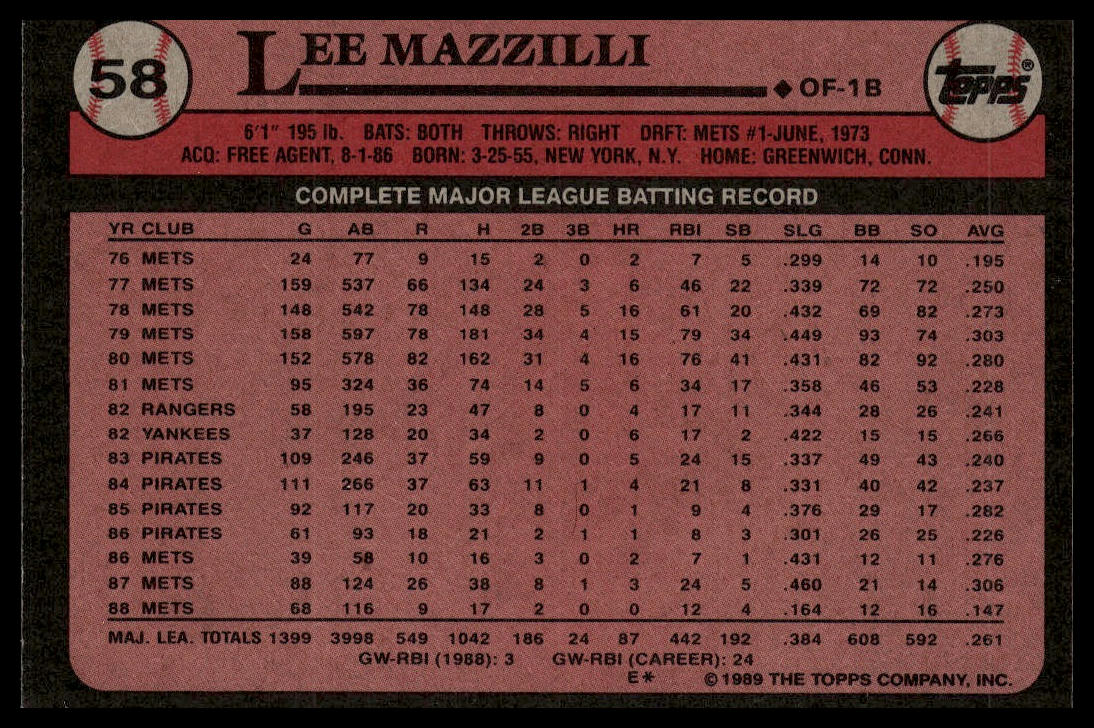 58
LEE MAZZILLI
◆ OF-1B
TOPPS®
6'1" 195 lb. BATS: BOTH THROWS: RIGHT DRFT: METS #1-JUNE, 1973
ACQ: FREE AGENT, 8-1-86 BORN: 3-25-55, NEW YORK, N.Y. HOME: GREENWICH, CONN.
COMPLETE MAJOR LEAGUE BATTING RECORD
YR CLUB G AB R H 2B 3B HR RBI SB SLG BB SO AVG
76 METS 24 77 9 15 2 0 2 7 5 .299 14 10 .195
77 METS 159 537 66 134 24 3 6 46 22 .339 72 72 .250
78 METS 148 542 78 148 28 5 16 61 20 .432 69 82 .273
79 METS 158 597 78 181 34 4 15 79 34 .449 93 74 .303
80 METS 152 578 82 162 31 4 16 76 41 .431 82 92 .280
81 METS 95 324 36 74 14 5 6 34 17 .358 46 53 .228
82 RANGERS 58 195 23 47 8 0 4 17 11 .344 28 26 .241
82 YANKEES 37 128 20 34 2 0 6 17 2 .422 15 15 .266
83 PIRATES 109 246 37 59 9 0 5 24 15 .337 49 43 .240
84 PIRATES 111 266 37 63 11 1 4 21 8 .331 40 42 .237
85 PIRATES 92 117 20 33 8 0 1 9 4 .376 29 17 .282
86 PIRATES 61 93 18 21 2 1 1 8 3 .301 26 25 .226
86 METS 39 58 10 16 3 0 2 7 1 .431 12 11 .276
87 METS 88 124 26 38 8 1 3 24 5 .460 21 14 .306
88 METS 68 116 9 17 2 0 0 12 4 .164 12 16 .147
MAJ. LEA. TOTALS 1399 3998 549 1042 186 24 87 442 192 .384 608 592 .261
GW-RBI (1988): 3 GW-RBI (CAREER): 24
E* ©1989 THE TOPPS COMPANY, INC.